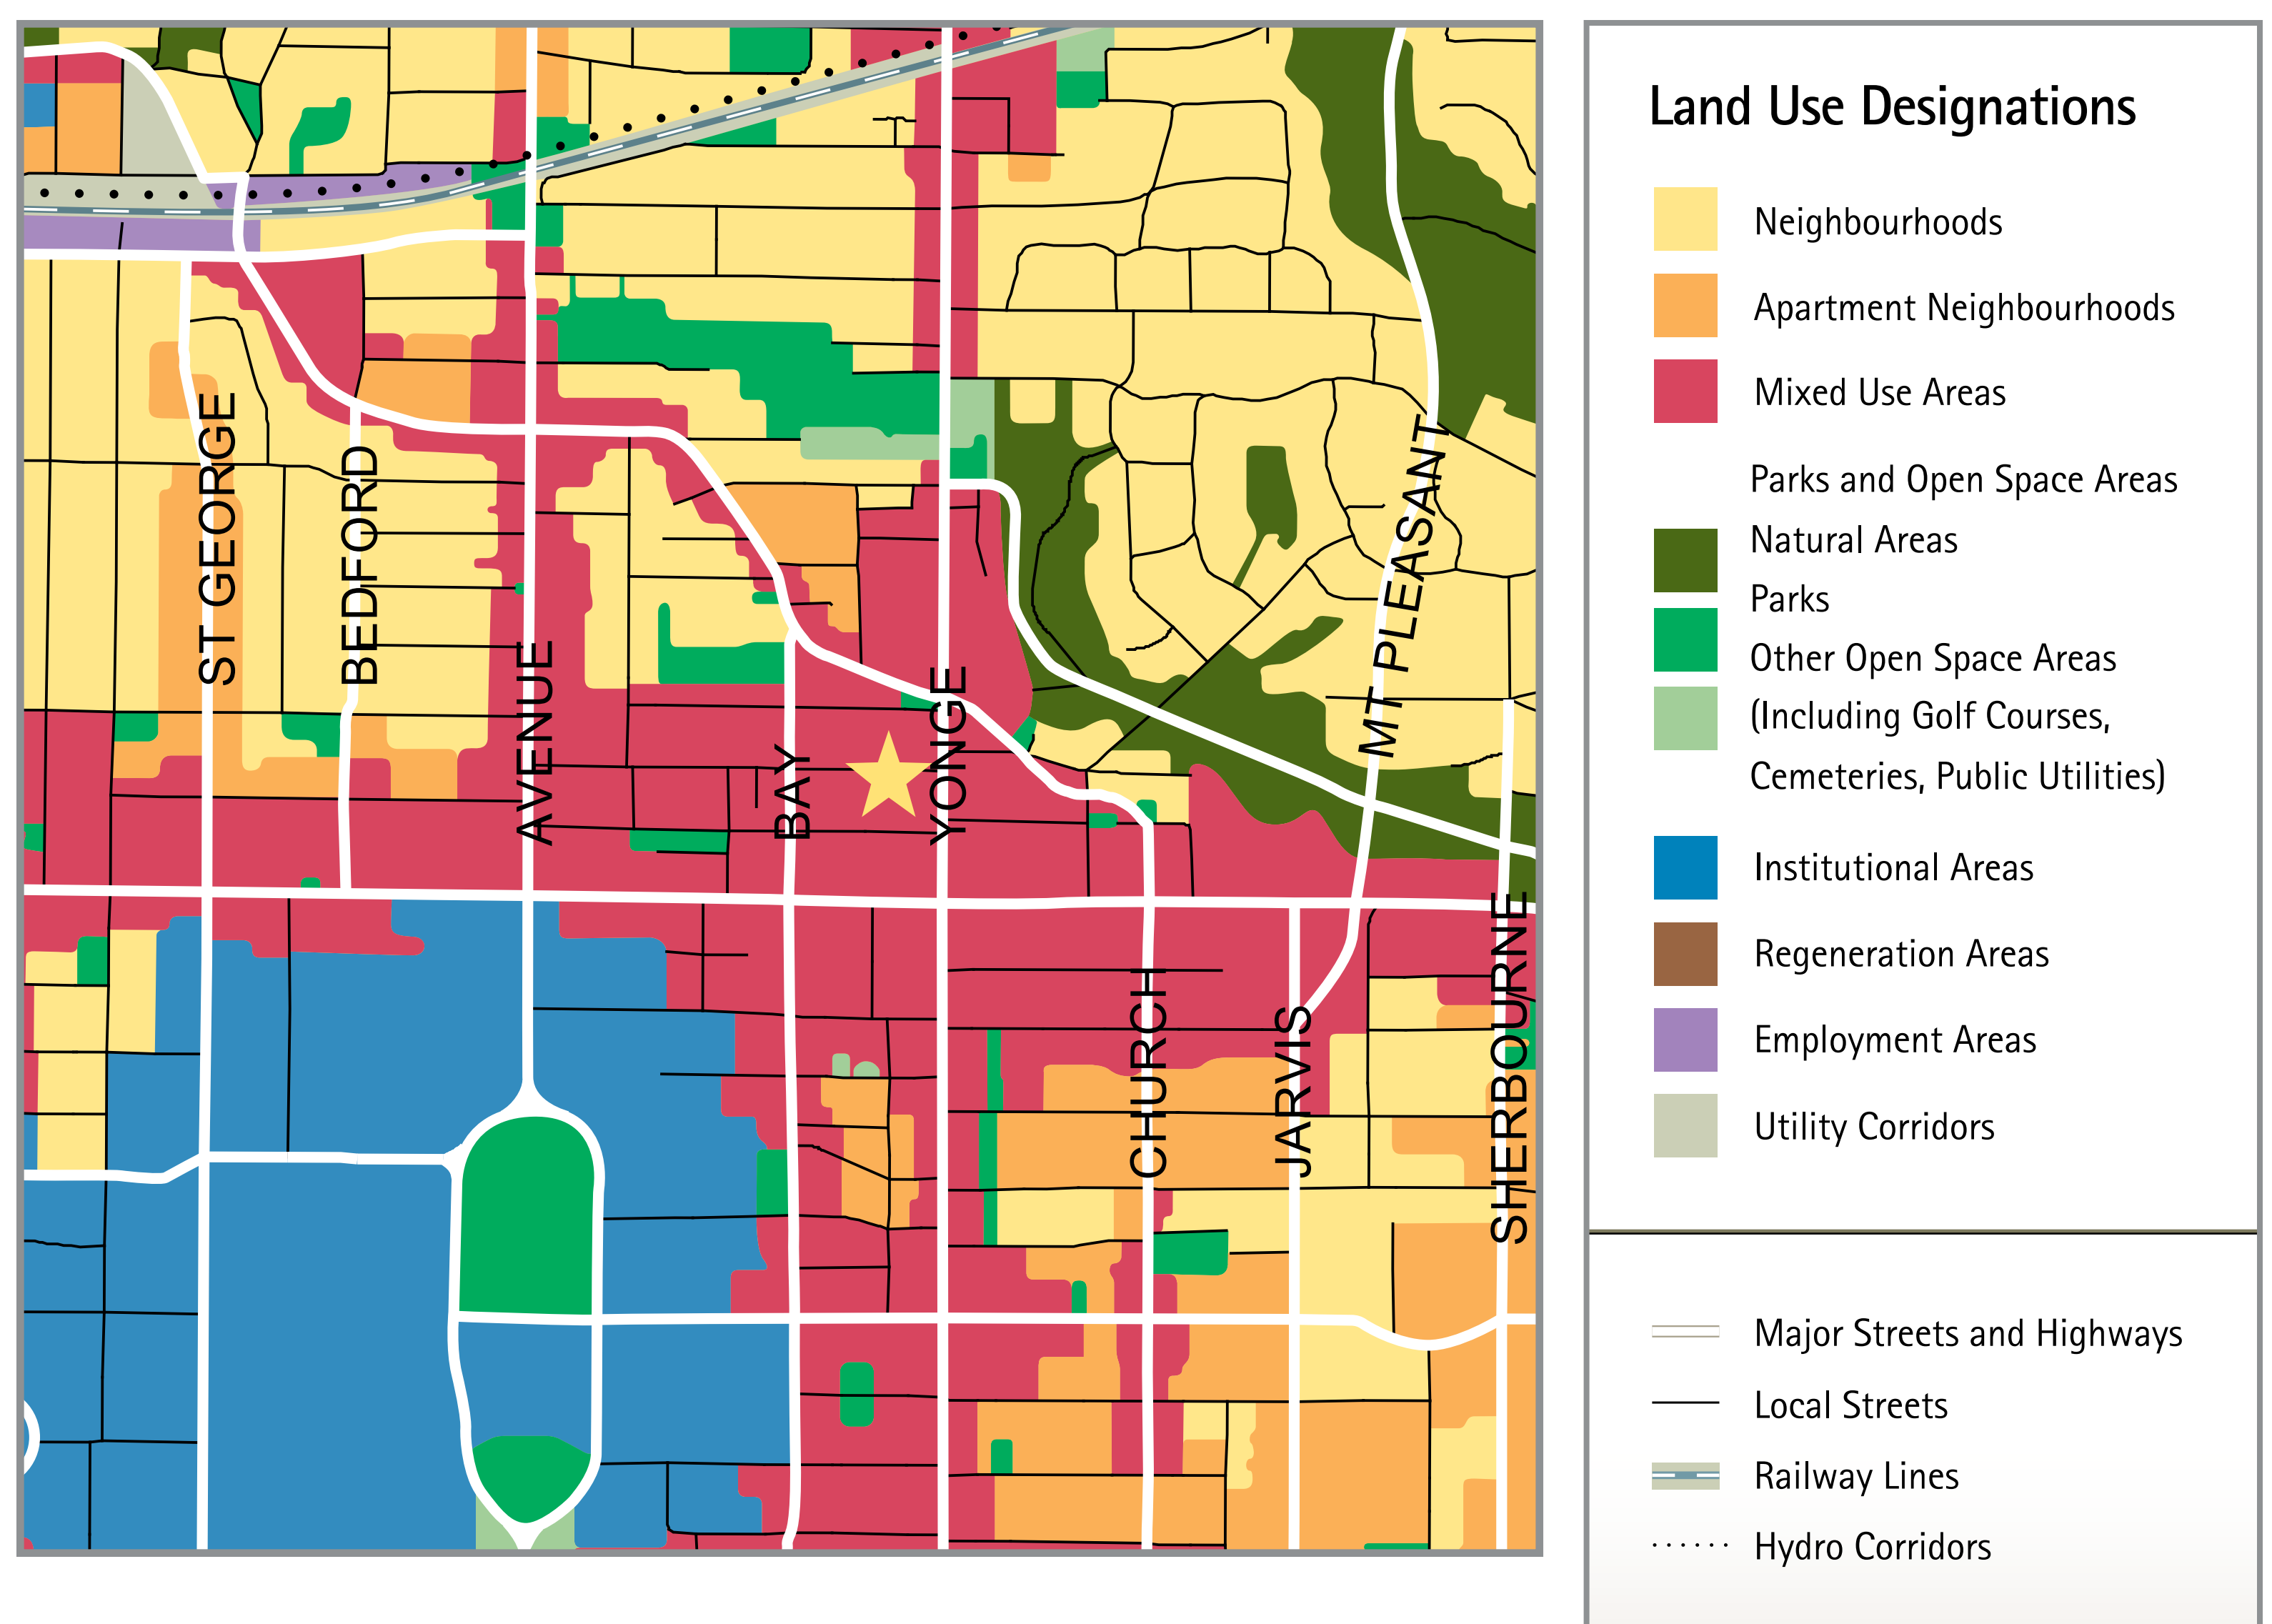 ST GEORGE
BEDFORD
AVENUE
BAY
YONGE
CHURCH
JARVIS
MT PLEASANT
SHERBOURNE
Land Use Designations
Neighbourhoods
Apartment Neighbourhoods
Mixed Use Areas
Parks and Open Space Areas
Natural Areas
Parks
Other Open Space Areas
(Including Golf Courses,
Cemeteries, Public Utilities)
Institutional Areas
Regeneration Areas
Employment Areas
Utility Corridors
Major Streets and Highways
Local Streets
Railway Lines
Hydro Corridors